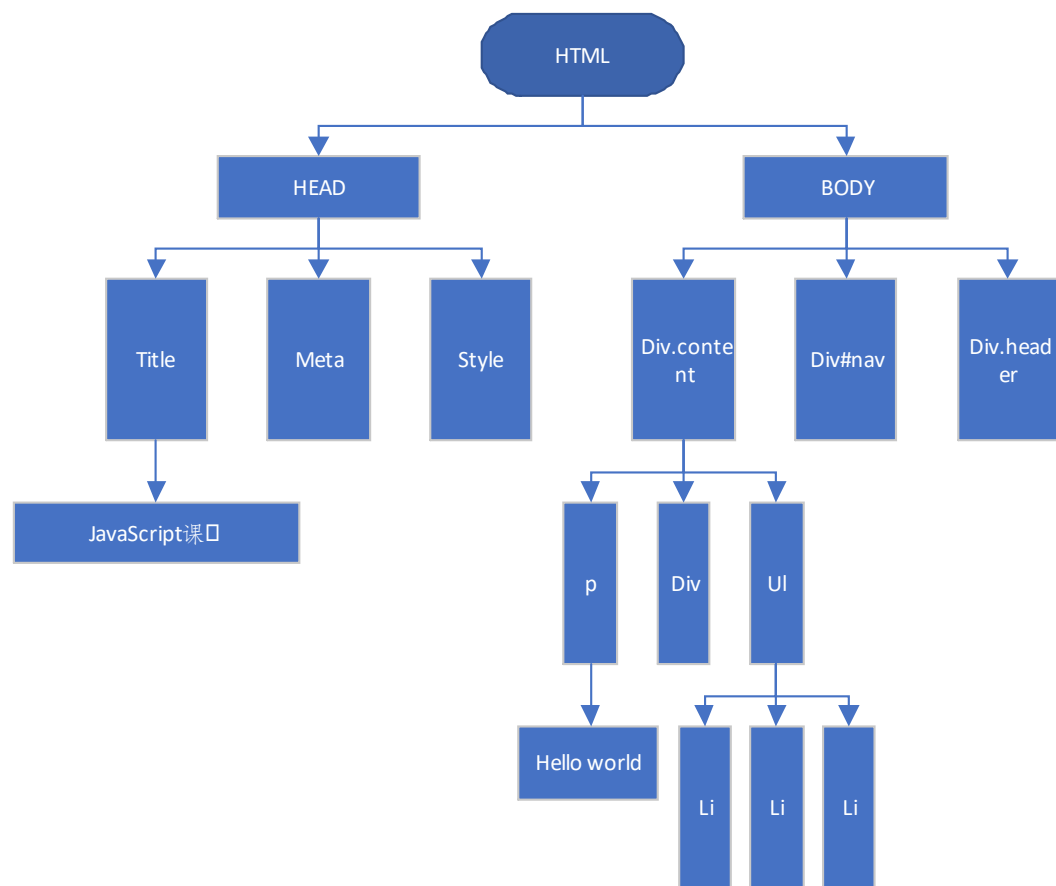 HTML
HEAD
BODY
Title
Meta
Style
Div.conte
nt
Div#nav
Div.head
er
JavaScript课
p
Div
Ul
Hello world
Li
Li
Li